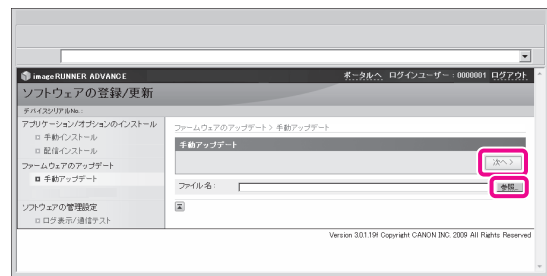 imageRUNNER ADVANCE ポータルへ ログインユーザー : 0000001 ログアウト
ソフトウェアの登録/更新
デバイスシリアルNo. :
アプリケーション/オプションのインストール
手動インストール
配信インストール
ファームウェアのアップデート
手動アップデート
ソフトウェアの管理設定
ログ表示/通信テスト
ファームウェアのアップデート > 手動アップデート
手動アップデート
次へ >
ファイル名 : 参照...
Version 3.0.1.19f Copyright CANON INC. 2009 All Rights Reserved